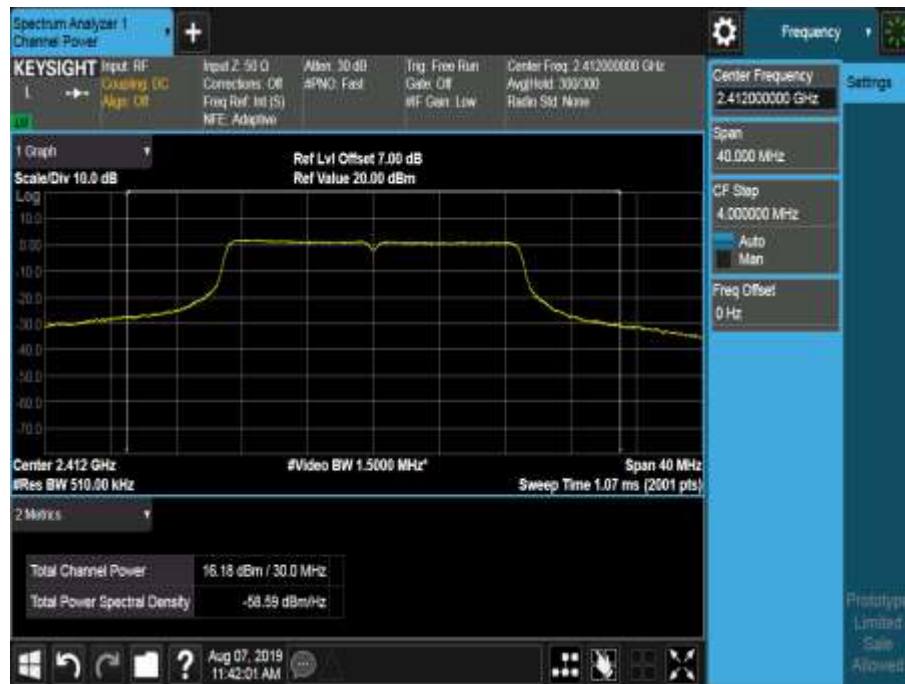 Spectrum Analyzer 1
Channel Power
Frequency
KEYSIGHT
Input: RF
Coupling: DC
Align: Off
Input Z: 50 Ω
Corrections: Off
Freq Ref: Int (S)
NFE: Adaptive
Atten: 30 dB
#PNO: Fast
Trig: Free Run
Gate: Off
#IF Gain: Low
Center Freq: 2.412000000 GHz
Avg|Hold: 300/300
Radio Std: None
L
Center Frequency
2.412000000 GHz
Settings
Span
40.000 MHz
CF Step
4.000000 MHz
Auto
Man
Freq Offset
0 Hz
1 Graph
Scale/Div 10.0 dB
Ref Lvl Offset 7.00 dB
Ref Value 20.00 dBm
Log
10.0
0.00
-10.0
-20.0
-30.0
-40.0
-50.0
-60.0
-70.0
Center 2.412 GHz
#Video BW 1.5000 MHz*
Span 40 MHz
#Res BW 510.00 kHz
Sweep Time 1.07 ms (2001 pts)
2 Metrics
Total Channel Power
16.18 dBm / 30.0 MHz
Total Power Spectral Density
-58.59 dBm/Hz
Prototype
Limited
Sale
Allowed
?
Aug 07, 2019
11:42:01 AM